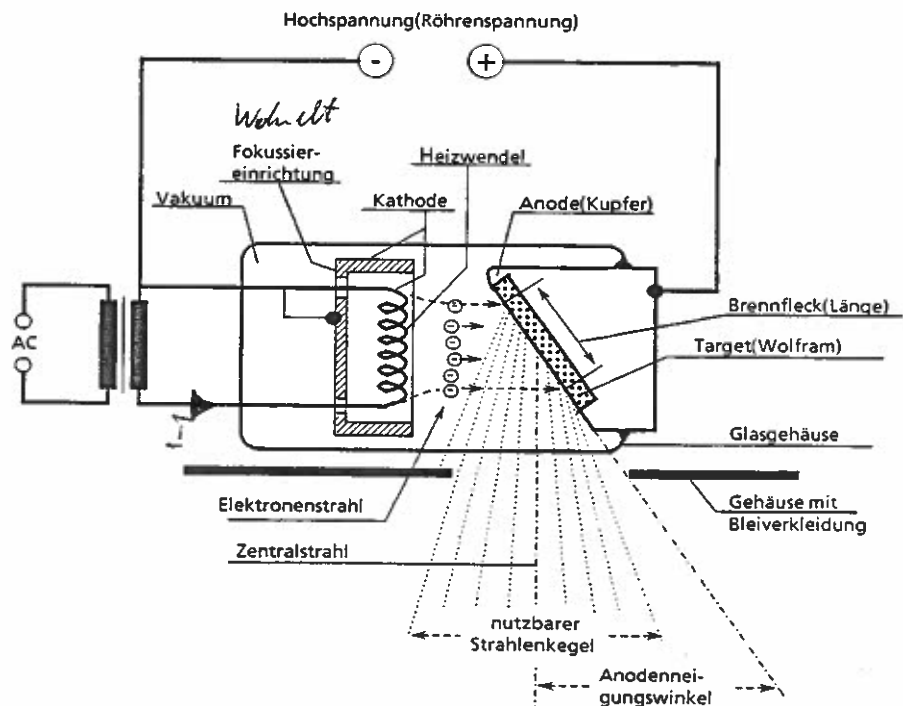 Hochspannung(Röhrenspannung)
-
+
Wehnelt
Fokussier-
einrichtung
Heizwendel
Vakuum
Kathode
Anode(Kupfer)
Brennfleck(Länge)
AC
Target(Wolfram)
Glasgehäuse
Elektronenstrahl
Gehäuse mit
Bleiverkleidung
Zentralstrahl
nutzbarer
Strahlenkegel
Anodennei-
gungswinkel